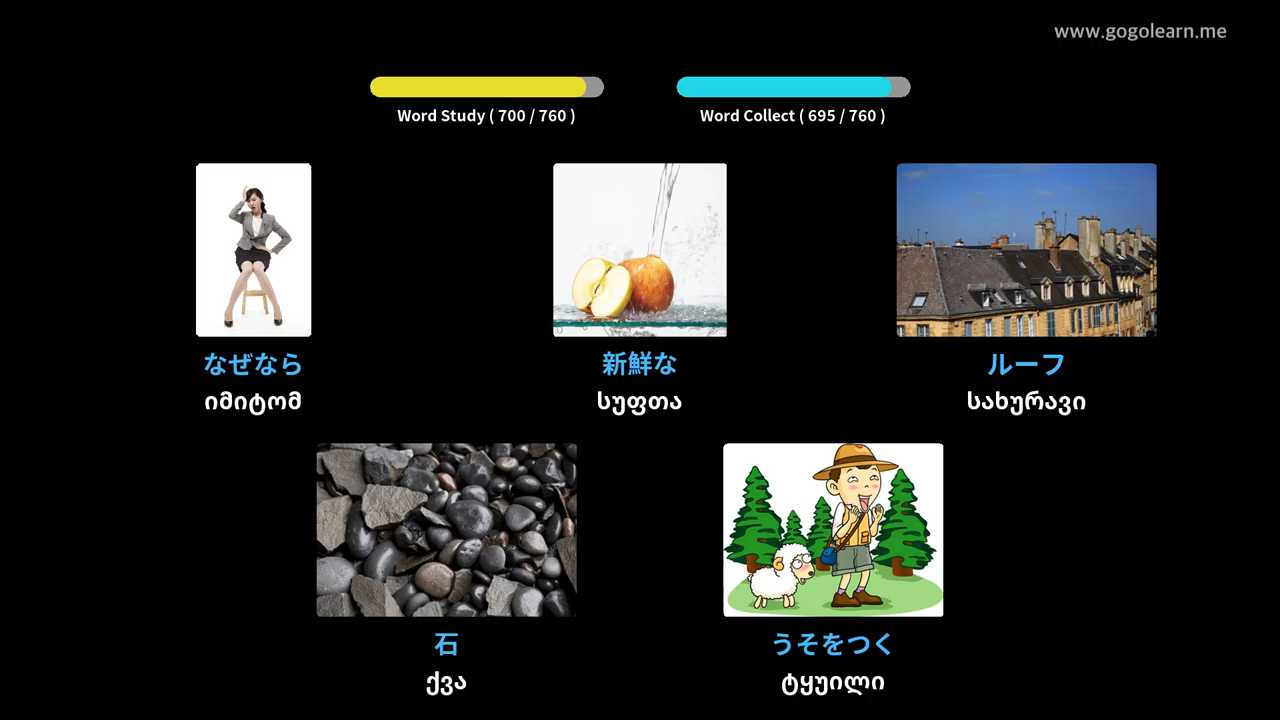 www.gogolearn.me
Word Study ( 700 / 760 )
Word Collect ( 695 / 760 )
なぜなら
იმიტომ
新鮮な
სუფთა
ルーフ
სახურავი
石
ქვა
うそをつく
ტყუილი